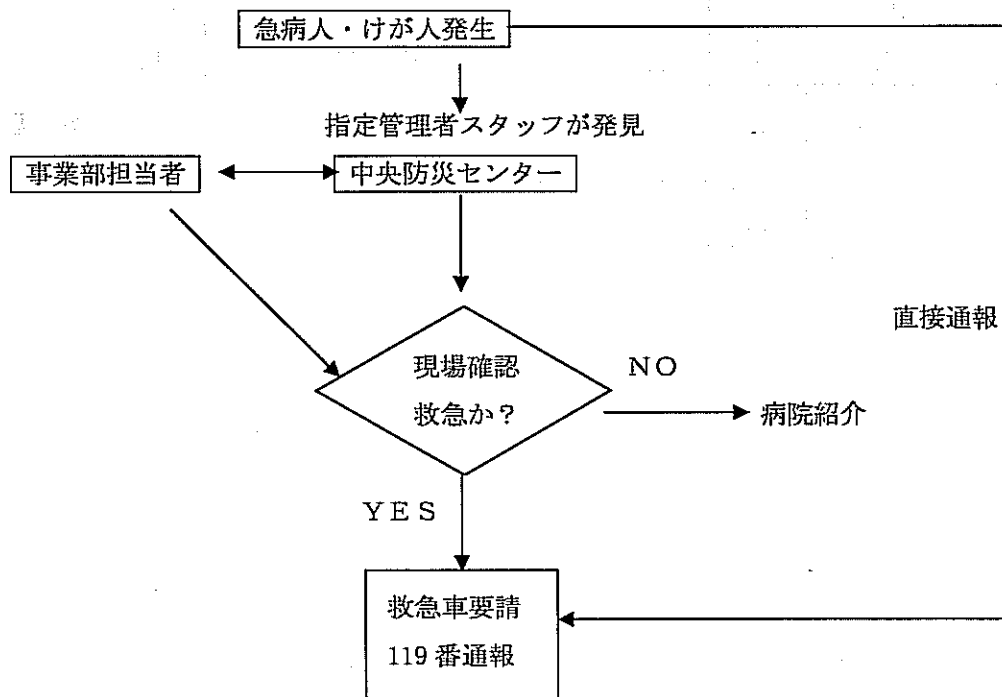 急病人・けが人発生
指定管理者スタッフが発見
事業部担当者
中央防災センター
直接通報
現場確認
救急か？
ＮＯ
病院紹介
ＹＥＳ
救急車要請
119番通報